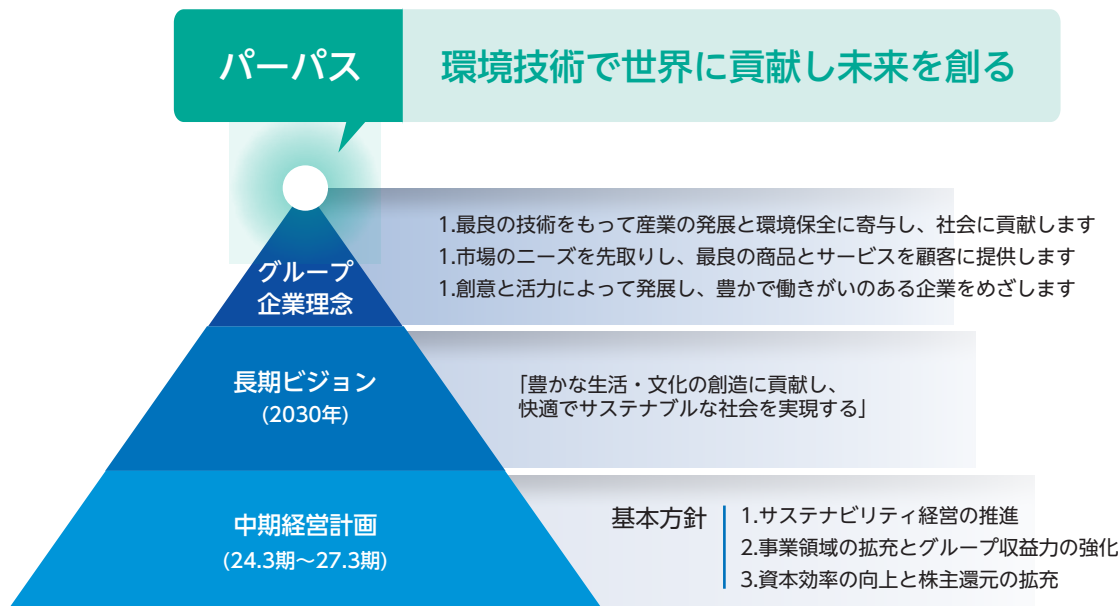 パーパス
環境技術で世界に貢献し未来を創る
グループ
企業理念
1.最良の技術をもって産業の発展と環境保全に寄与し、社会に貢献します
1.市場のニーズを先取りし、最良の商品とサービスを顧客に提供します
1.創意と活力によって発展し、豊かで働きがいのある企業をめざします
長期ビジョン
(2030年)
「豊かな生活・文化の創造に貢献し、
快適でサステナブルな社会を実現する」
中期経営計画
(24.3期〜27.3期)
基本方針
1.サステナビリティ経営の推進
2.事業領域の拡充とグループ収益力の強化
3.資本効率の向上と株主還元の拡充